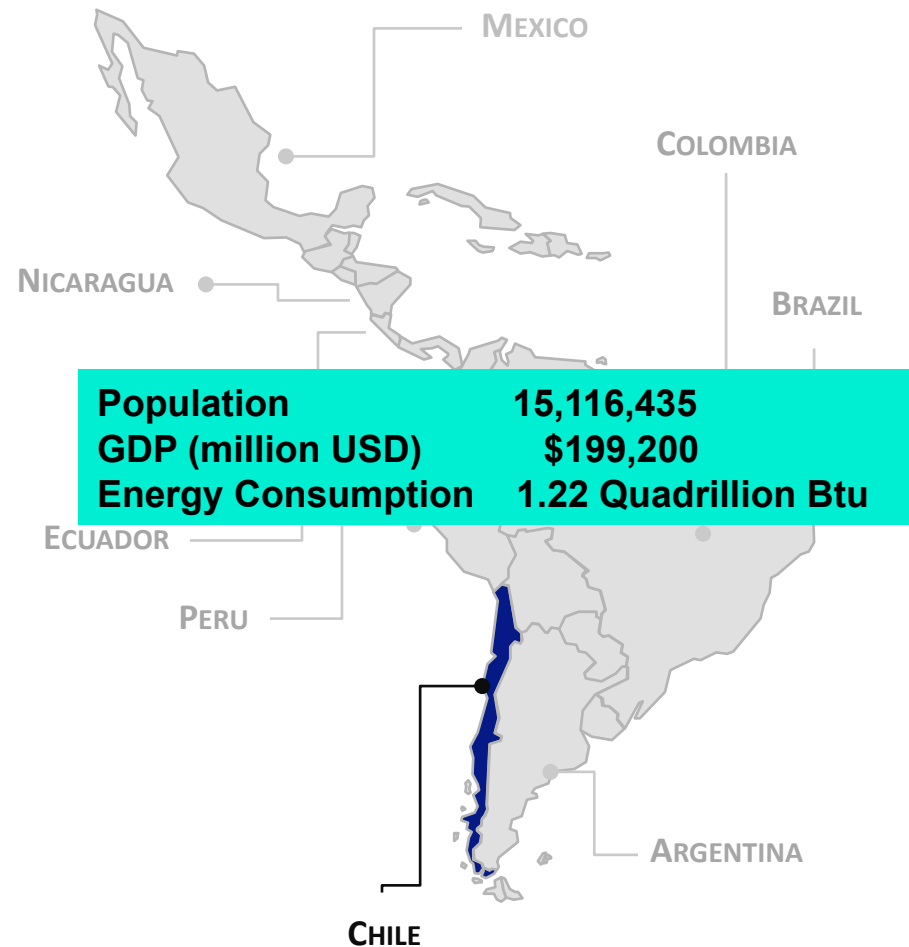 MEXICO
COLOMBIA
NICARAGUA
BRAZIL
Population 15,116,435
GDP (million USD) $199,200
Energy Consumption 1.22 Quadrillion Btu
ECUADOR
PERU
ARGENTINA
CHILE